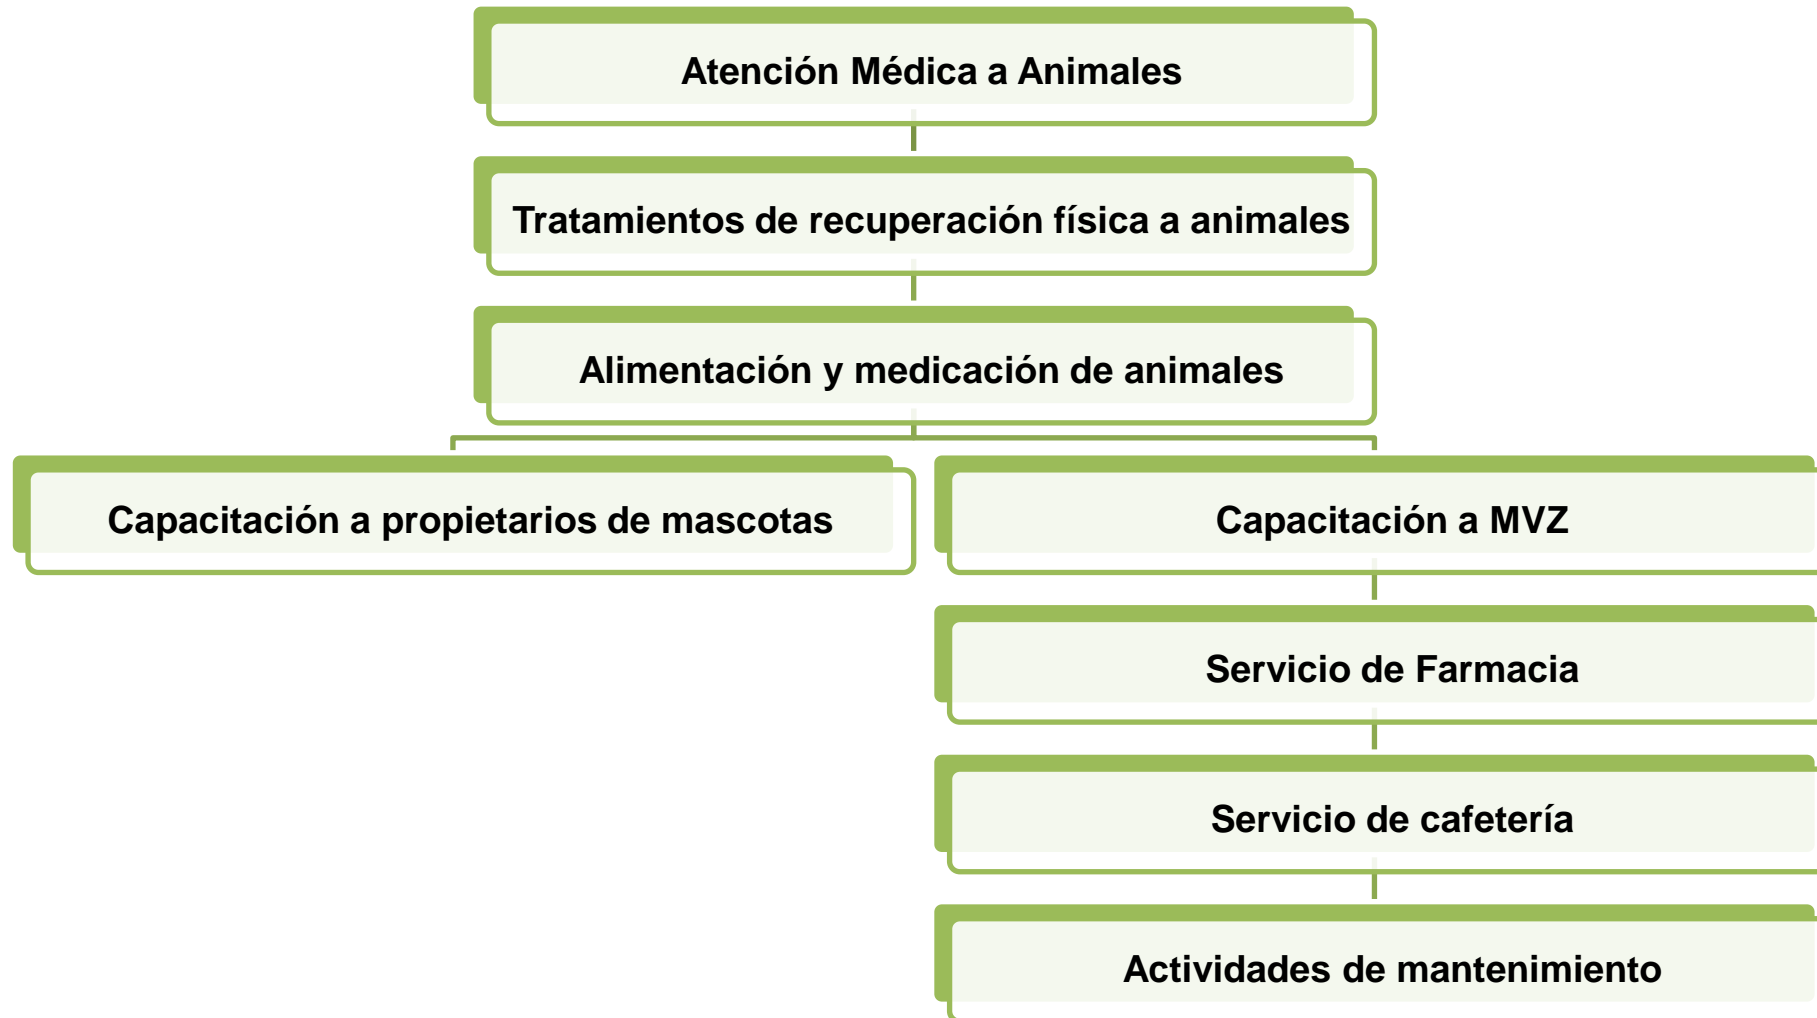 Atención Médica a Animales
Tratamientos de recuperación física a animales
Alimentación y medicación de animales
Capacitación a propietarios de mascotas
Capacitación a MVZ
Servicio de Farmacia
Servicio de cafetería
Actividades de mantenimiento